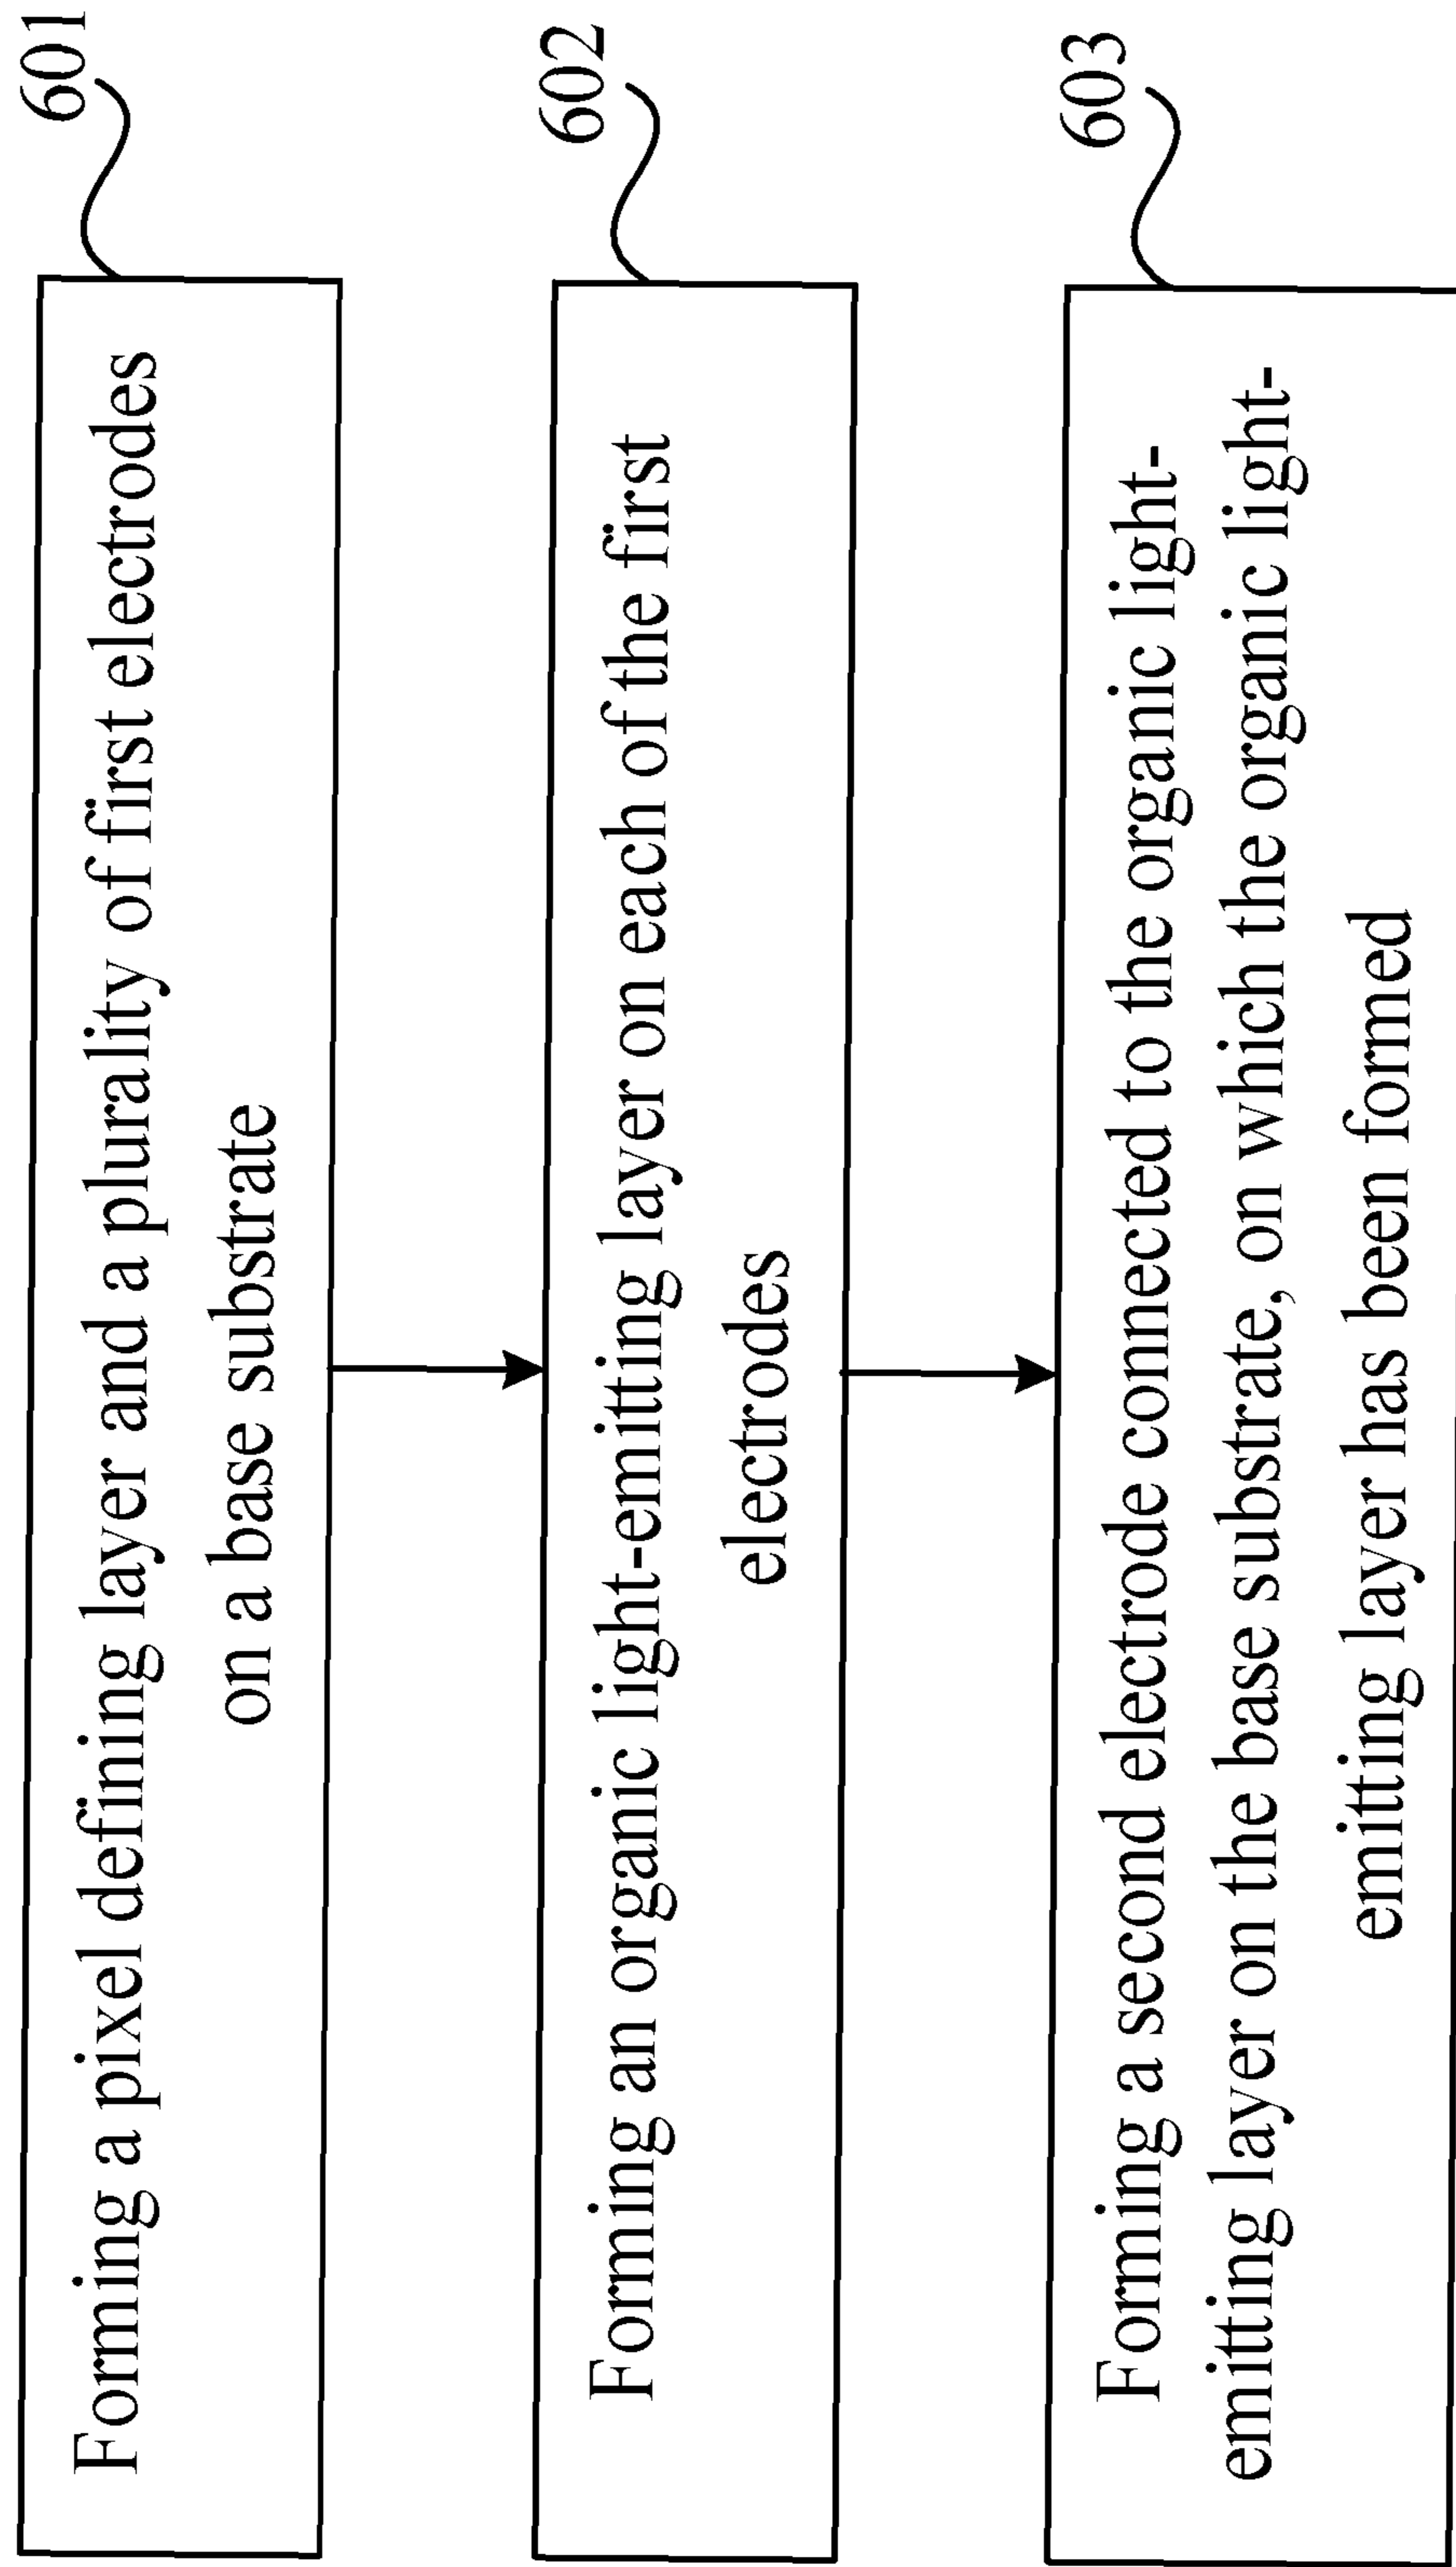 601
Forming a pixel defining layer and a plurality of first electrodes
on a base substrate
602
Forming an organic light-emitting layer on each of the first
electrodes
603
Forming a second electrode connected to the organic light-
emitting layer on the base substrate, on which the organic light-
emitting layer has been formed